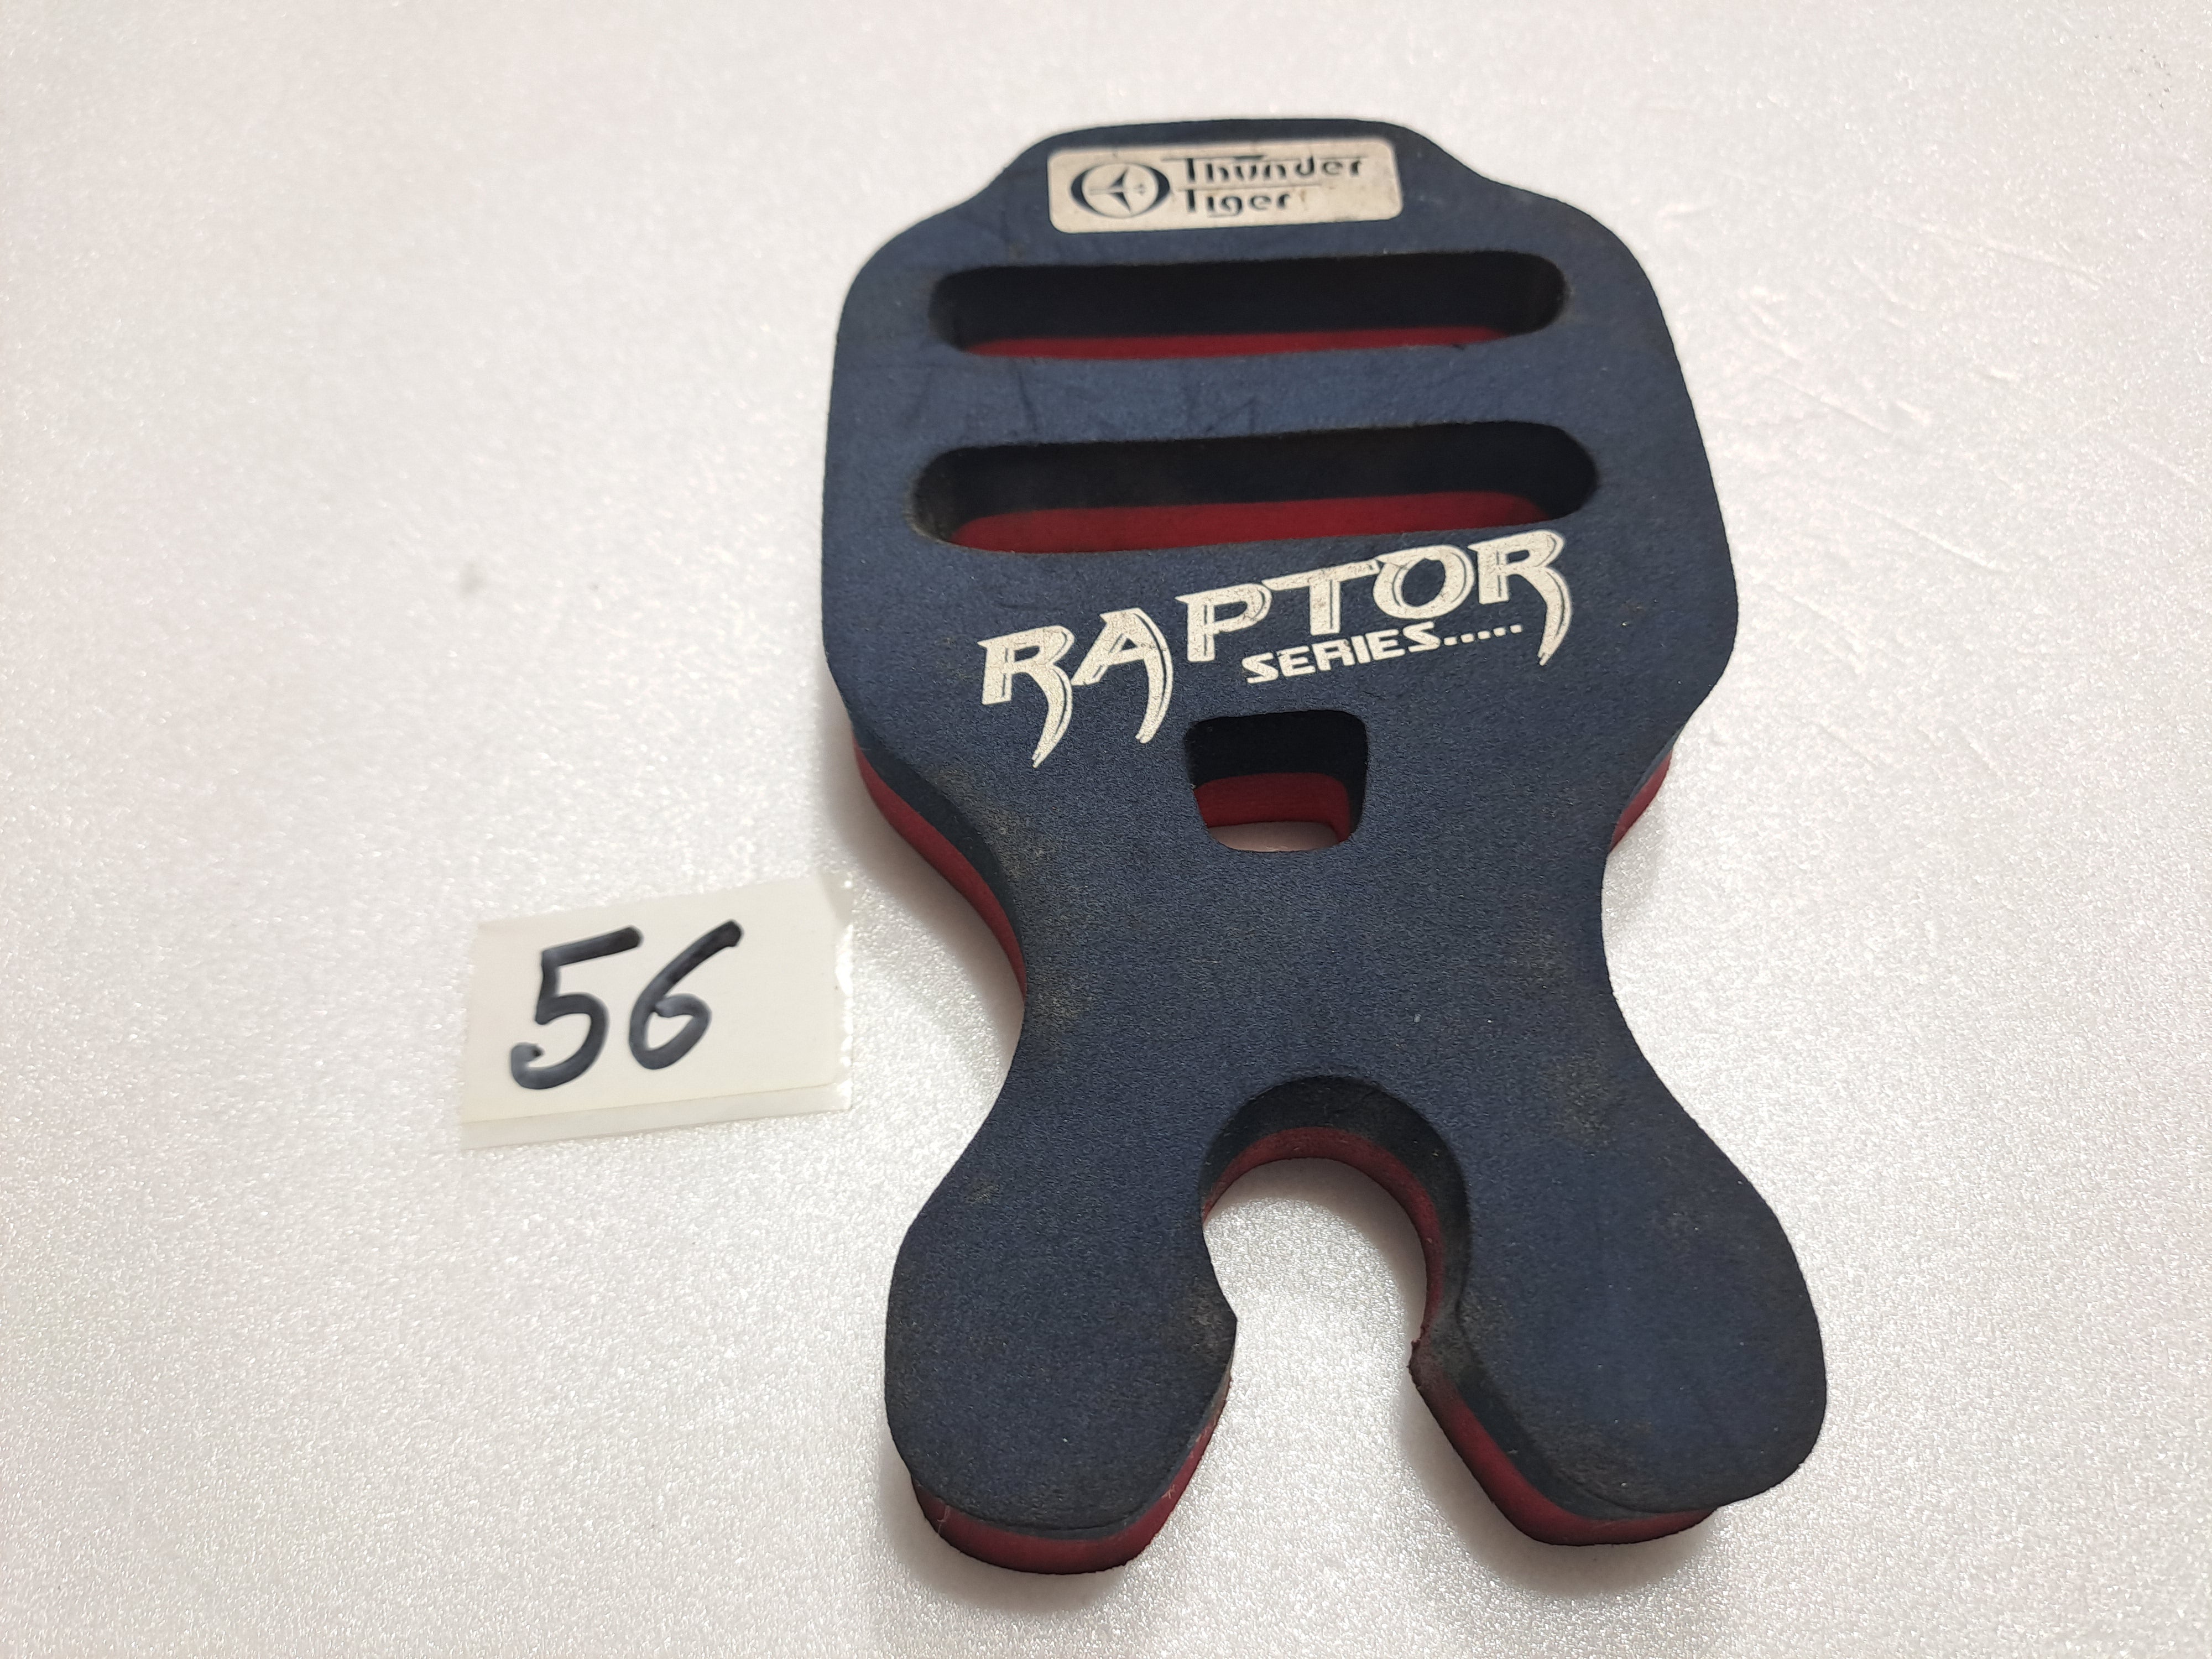 Thunder
Tiger
RAPTOR
SERIES.....
56